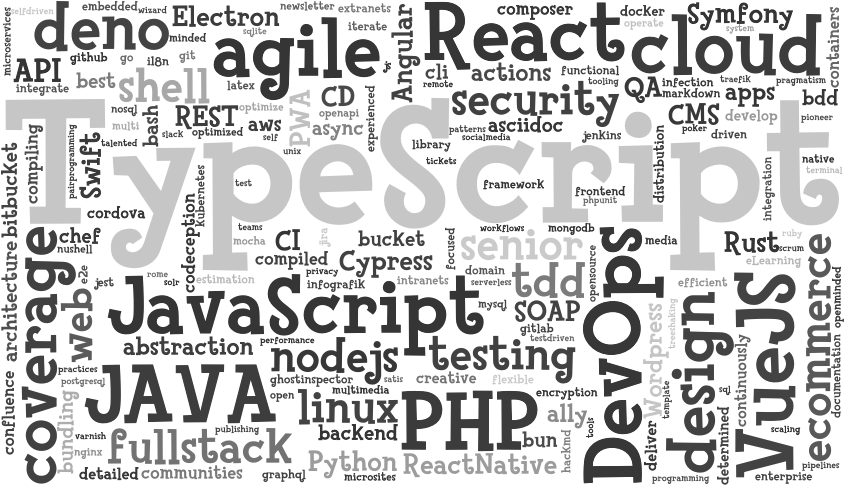 selfdriven
embedded
wizard
Electron
newsletter
extranets
composer
docker
Symfony
microservices
deno
minded
sqlite
iterate
Angular
React
operate
system
containers
API
github
go
i18n
git
agile
cloud
integrate
best
shell
latex
cli
remote
actions
functional
tooling
QA
infection
markdown
traefik
pragmatism
apps
nosql
bash
REST
optimize
CD
openapi
experienced
security
CMS
develop
bdd
pioneer
multi
talented
slack
optimized
aws
self
unix
PWA
async
patterns
asciidoc
socialmedia
jenkins
poker
driven
TypeScript
bitbucket
compiling
pairprogramming
Swift
library
tickets
distribution
native
terminal
cordova
codeception
Kubernetes
test
framework
frontend
phpunit
integration
chef
nushell
teams
mocha
CI
jira
bucket
focused
workflows
senior
mongodb
media
Rust
ruby
scrum
eLearning
architecture
coverage
web
e2e
jest
rome
solr
estimation
compiled
privacy
infografik
Cypress
intranets
domain
serverless
tdd
opensource
DevOps
efficient
JavaScript
mysql
SOAP
gitlab
testdriven
Wordpress
treethaking
design
VueJS
ecommerce
openminded
abstraction
performance
nodejs
testing
continuously
documentation
confluence
practices
postgresql
JAVA
ghostinspector
satis
creative
flexible
multimedia
open
linux
PHP
encryption
ally
template
sql
bundling
varnish
nginx
publishing
fullstack
backend
bun
hackmd
tools
deliver
determined
scaling
detailed
communities
graphql
Python
microsites
ReactNative
programming
enterprise
pipelines